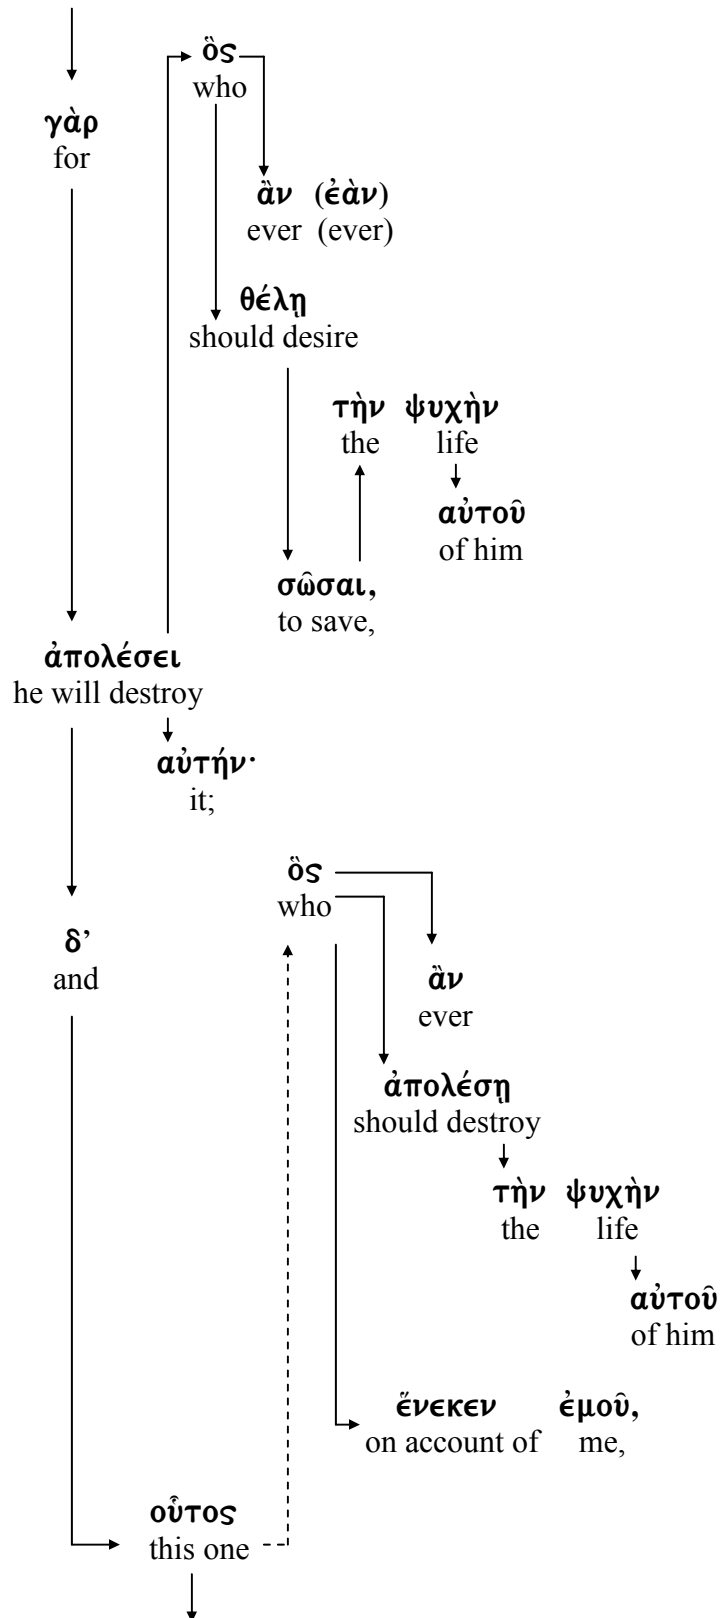 ὃς
who
γὰρ
for
ἂν (ἐὰν)
ever (ever)
θέλῃ
should desire
τὴν ψυχὴν
the life
αὐτοῦ
of him
σῶσαι,
to save,
ἀπολέσει
he will destroy
αὐτήν·
it;
ὃς
who
δ’
and
ἂν
ever
ἀπολέσῃ
should destroy
τὴν ψυχὴν
the life
αὐτοῦ
of him
ἕνεκεν ἐμοῦ,
on account of me,
οὗτος
this one